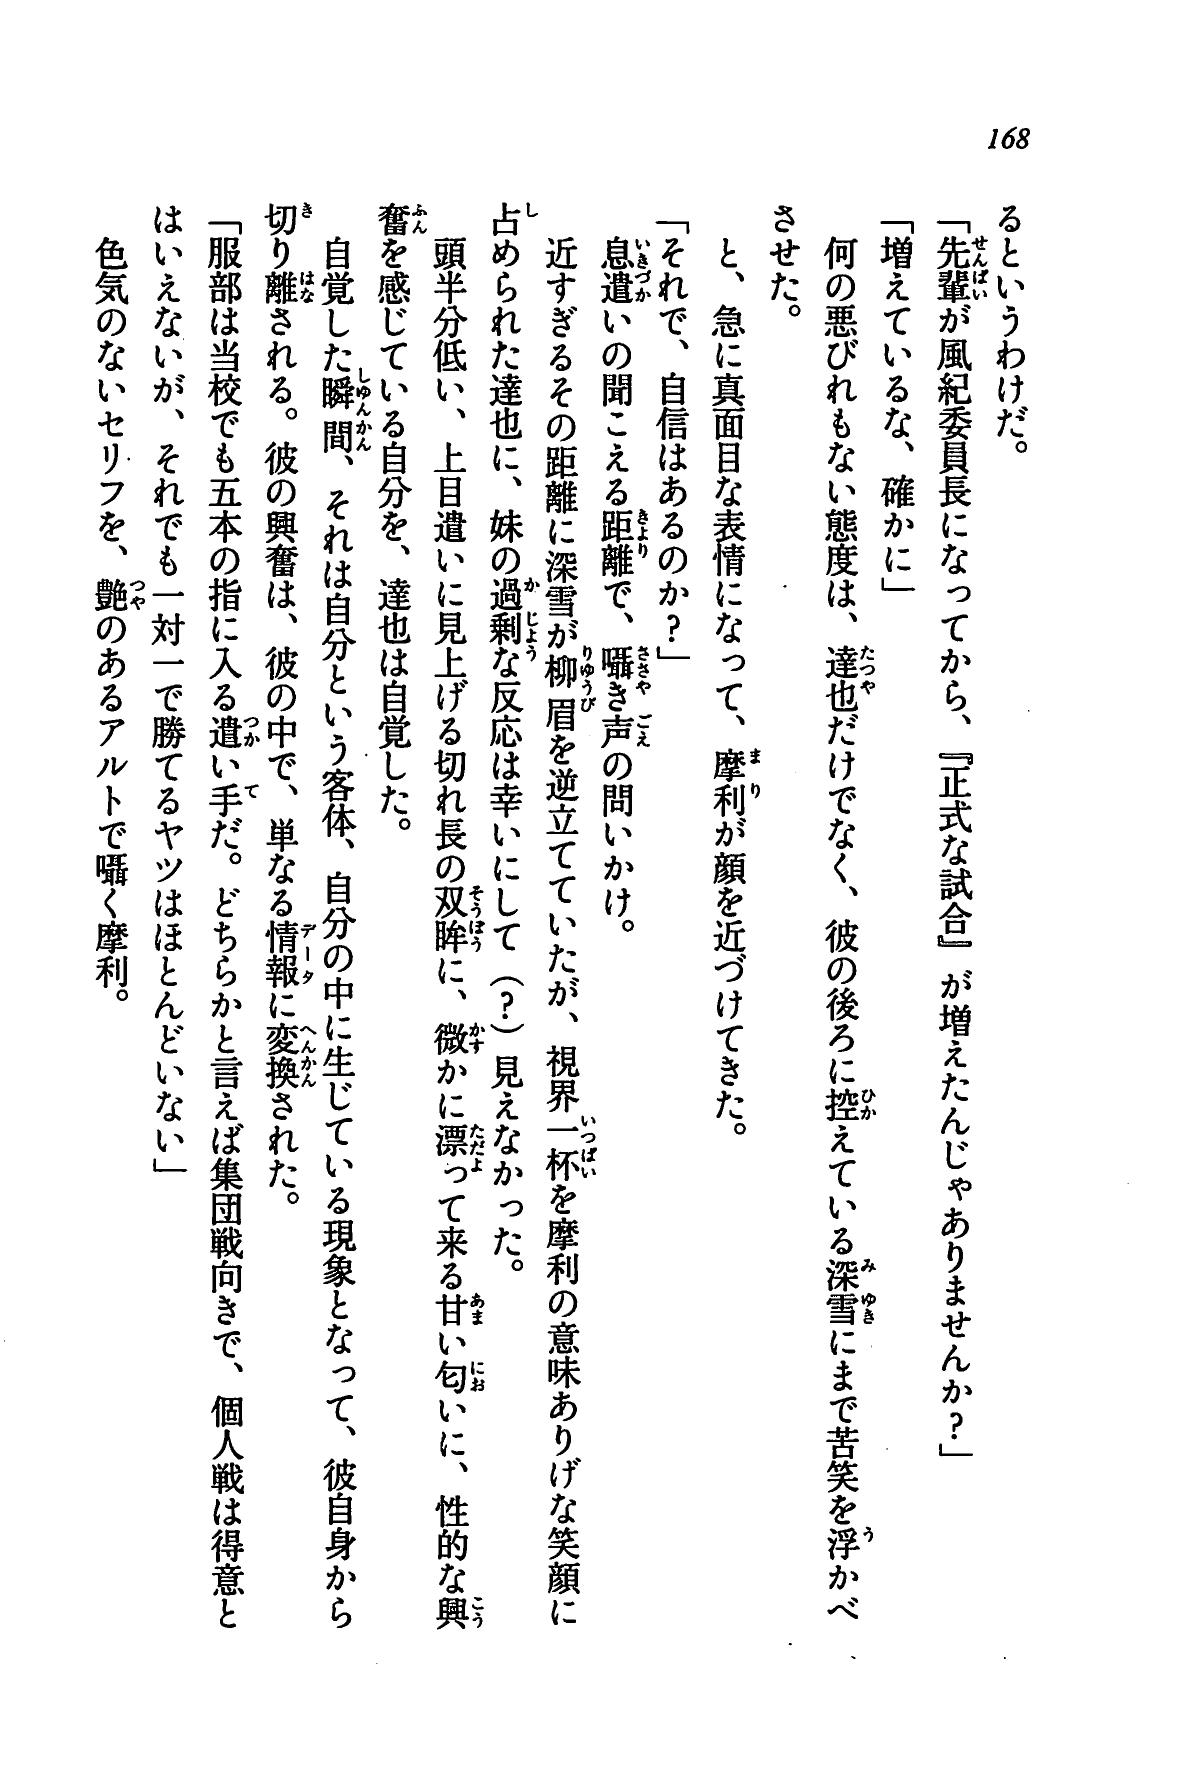 168
るというわけだ。
「先輩が風紀委員長になってから、『正式な試合』が増えたんじゃありませんか？」
「増えているな、確かに」
何の悪びれもない態度は、達也だけでなく、彼の後ろに控えている深雪にまで苦笑を浮かべ
させた。
と、急に真面目な表情になって、摩利が顔を近づけてきた。
「それで、自信はあるのか？」
息遣いの聞こえる距離で、囁き声の問いかけ。
近すぎるその距離に深雪が柳眉を逆立てていたが、視界一杯を摩利の意味ありげな笑顔に
占められた達也に、妹の過剰な反応は幸いにして（？）見えなかった。
頭半分低い、上目遣いに見上げる切れ長の双眸に、微かに漂って来る甘い匂いに、性的な興
奮を感じている自分を、達也は自覚した。
自覚した瞬間、それは自分という客体、自分の中に生じている現象となって、彼自身から
切り離される。彼の興奮は、彼の中で、単なる情報に変換された。
「服部は当校でも五本の指に入る遣い手だ。どちらかと言えば集団戦向きで、個人戦は得意と
はいえないが、それでも一対一で勝てるヤツはほとんどいない」
色気のないセリフを、艶のあるアルトで囁く摩利。